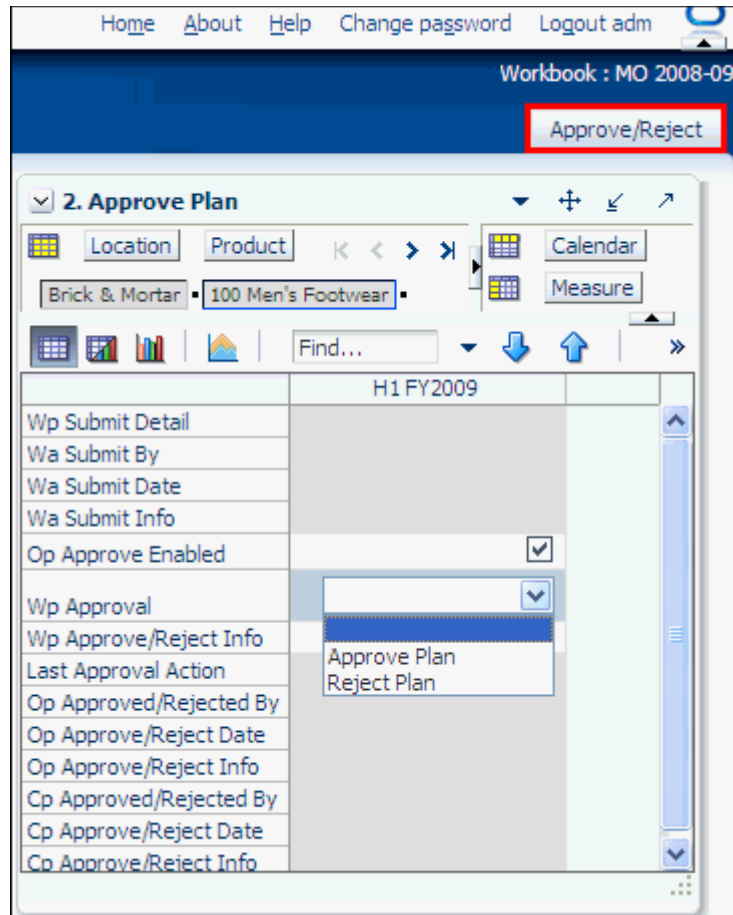 Home About Help Change password Logout adm
Workbook : MO 2008-09
Approve/Reject
2. Approve Plan
Location Product Calendar
Brick & Mortar 100 Men's Footwear Measure
Find... »
H1 FY2009
Wp Submit Detail
Wa Submit By
Wa Submit Date
Wa Submit Info
Op Approve Enabled
Wp Approval
Wp Approve/Reject Info
Approve Plan
Last Approval Action
Reject Plan
Op Approved/Rejected By
Op Approve/Reject Date
Op Approve/Reject Info
Cp Approved/Rejected By
Cp Approve/Reject Date
Cp Approve/Reject Info